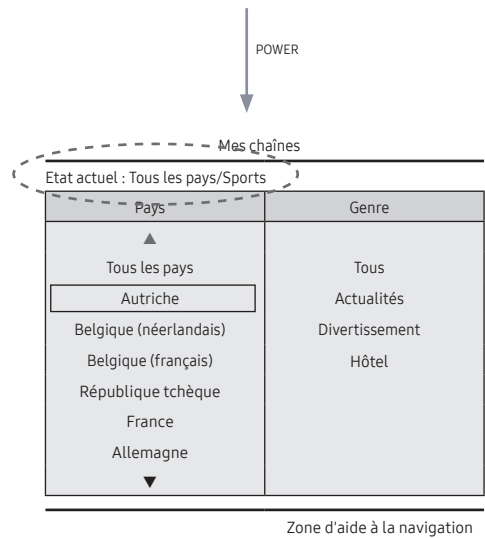 POWER
Mes chaînes
Etat actuel : Tous les pays/Sports
Pays Genre
Tous les pays Tous
Autriche Actualités
Belgique (néerlandais) Divertissement
Belgique (français) Hôtel
République tchèque
France
Allemagne
Zone d'aide à la navigation